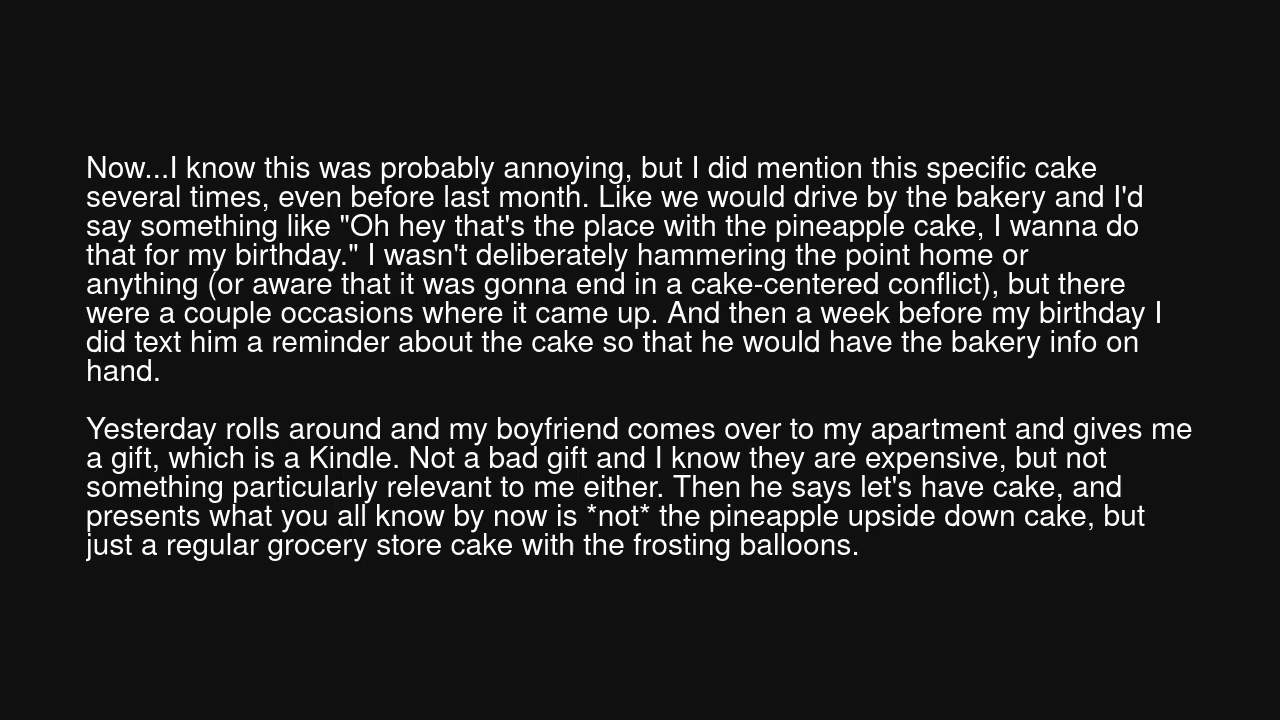 Now...I know this was probably annoying, but I did mention this specific cake
several times, even before last month. Like we would drive by the bakery and I'd
say something like "Oh hey that's the place with the pineapple cake, I wanna do
that for my birthday." I wasn't deliberately hammering the point home or
anything (or aware that it was gonna end in a cake-centered conflict), but there
were a couple occasions where it came up. And then a week before my birthday I
did text him a reminder about the cake so that he would have the bakery info on
hand.
Yesterday rolls around and my boyfriend comes over to my apartment and gives me
a gift, which is a Kindle. Not a bad gift and I know they are expensive, but not
something particularly relevant to me either. Then he says let's have cake, and
presents what you all know by now is *not* the pineapple upside down cake, but
just a regular grocery store cake with the frosting balloons.